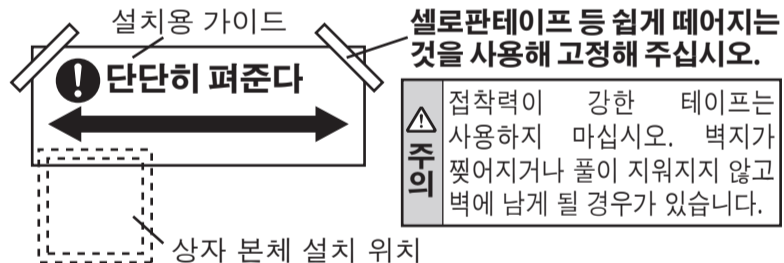 설치용 가이드
셀로판테이프 등 쉽게 떼어지는
것을 사용해 고정해 주십시오.
단단히 펴준다
주의
접착력이 강한 테이프는
사용하지 마십시오. 벽지가
찢어지거나 풀이 지워지지 않고
벽에 남게 될 경우가 있습니다.
상자 본체 설치 위치